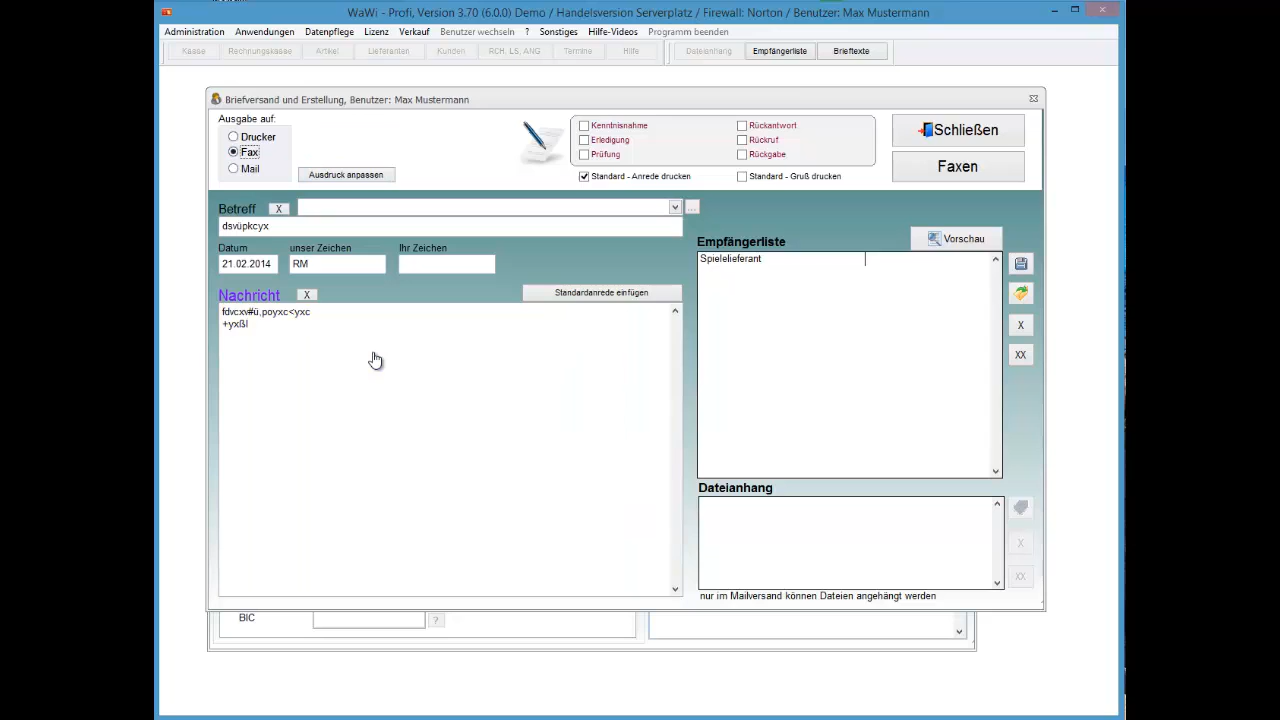 WaWi - Profi, Version 3.70 (6.0.0) Demo / Handelsversion Serverplatz / Firewall: Norton / Benutzer: Max Mustermann
Administration Anwendungen Datenpflege Lizenz Verkauf Benutzer wechseln ? Sonstiges Hilfe-Videos Programm beenden
Kasse Rechnungskasse Artikel Lieferanten Kunden RCH, LS, ANG Termine Hilfe Dateianhang Empfängerliste Brieftexte
Briefversand und Erstellung, Benutzer: Max Mustermann
Ausgabe auf:
Drucker
Fax
Mail
Ausdruck anpassen
Kenntnisnahme Rückantwort
Erledigung Rückruf
Prüfung Rückgabe
Standard - Anrede drucken Standard - Gruß drucken
Schließen
Faxen
Betreff X ...
dsvüpkcyx
Datum unser Zeichen Ihr Zeichen
21.02.2014 RM
Nachricht X Standardanrede einfügen
fdvcxv#ü,poyxc<yxc
+yxßl
Empfängerliste Vorschau
Spielelieferant
X
XX
Dateianhang
X
XX
nur im Mailversand können Dateien angehängt werden
BIC ?